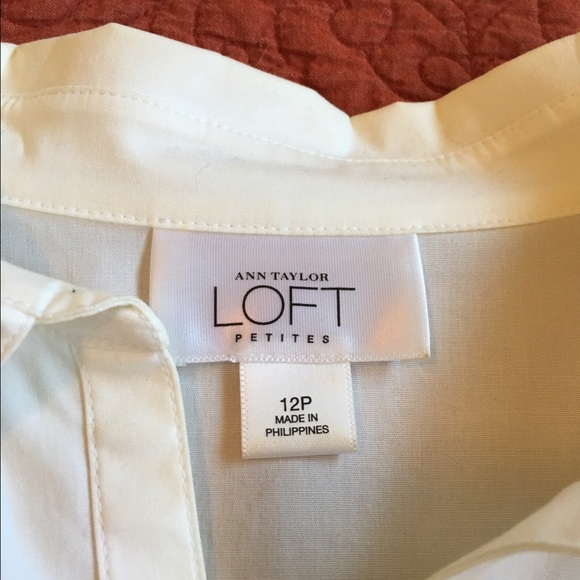 ANN TAYLOR
LOFT
PETITES
12P
MADE IN
PHILIPPINES